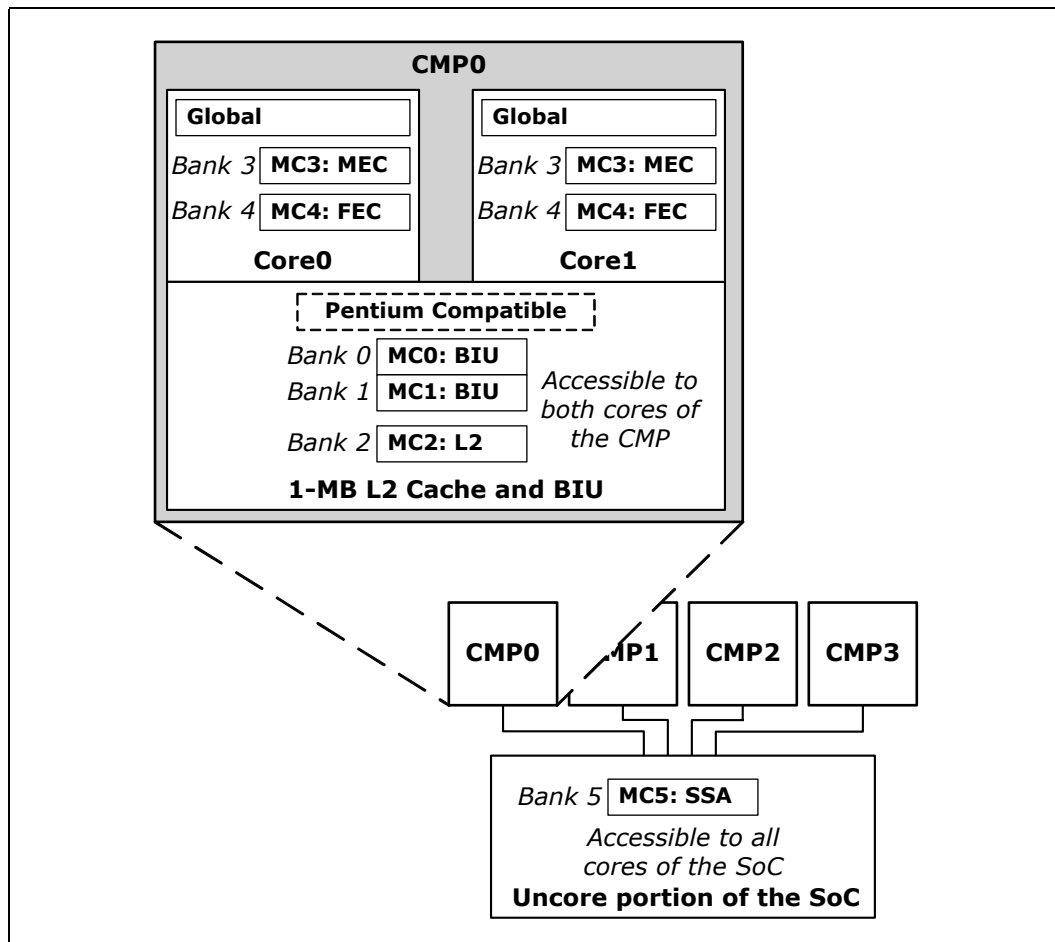 CMP0
Global
Bank 3 MC3: MEC
Bank 4 MC4: FEC
Core0
Global
Bank 3 MC3: MEC
Bank 4 MC4: FEC
Core1
Pentium Compatible
Bank 0 MC0: BIU
Bank 1 MC1: BIU
Bank 2 MC2: L2
Accessible to
both cores of
the CMP
1-MB L2 Cache and BIU
CMP0
MP1
CMP2
CMP3
Bank 5 MC5: SSA
Accessible to all
cores of the SoC
Uncore portion of the SoC